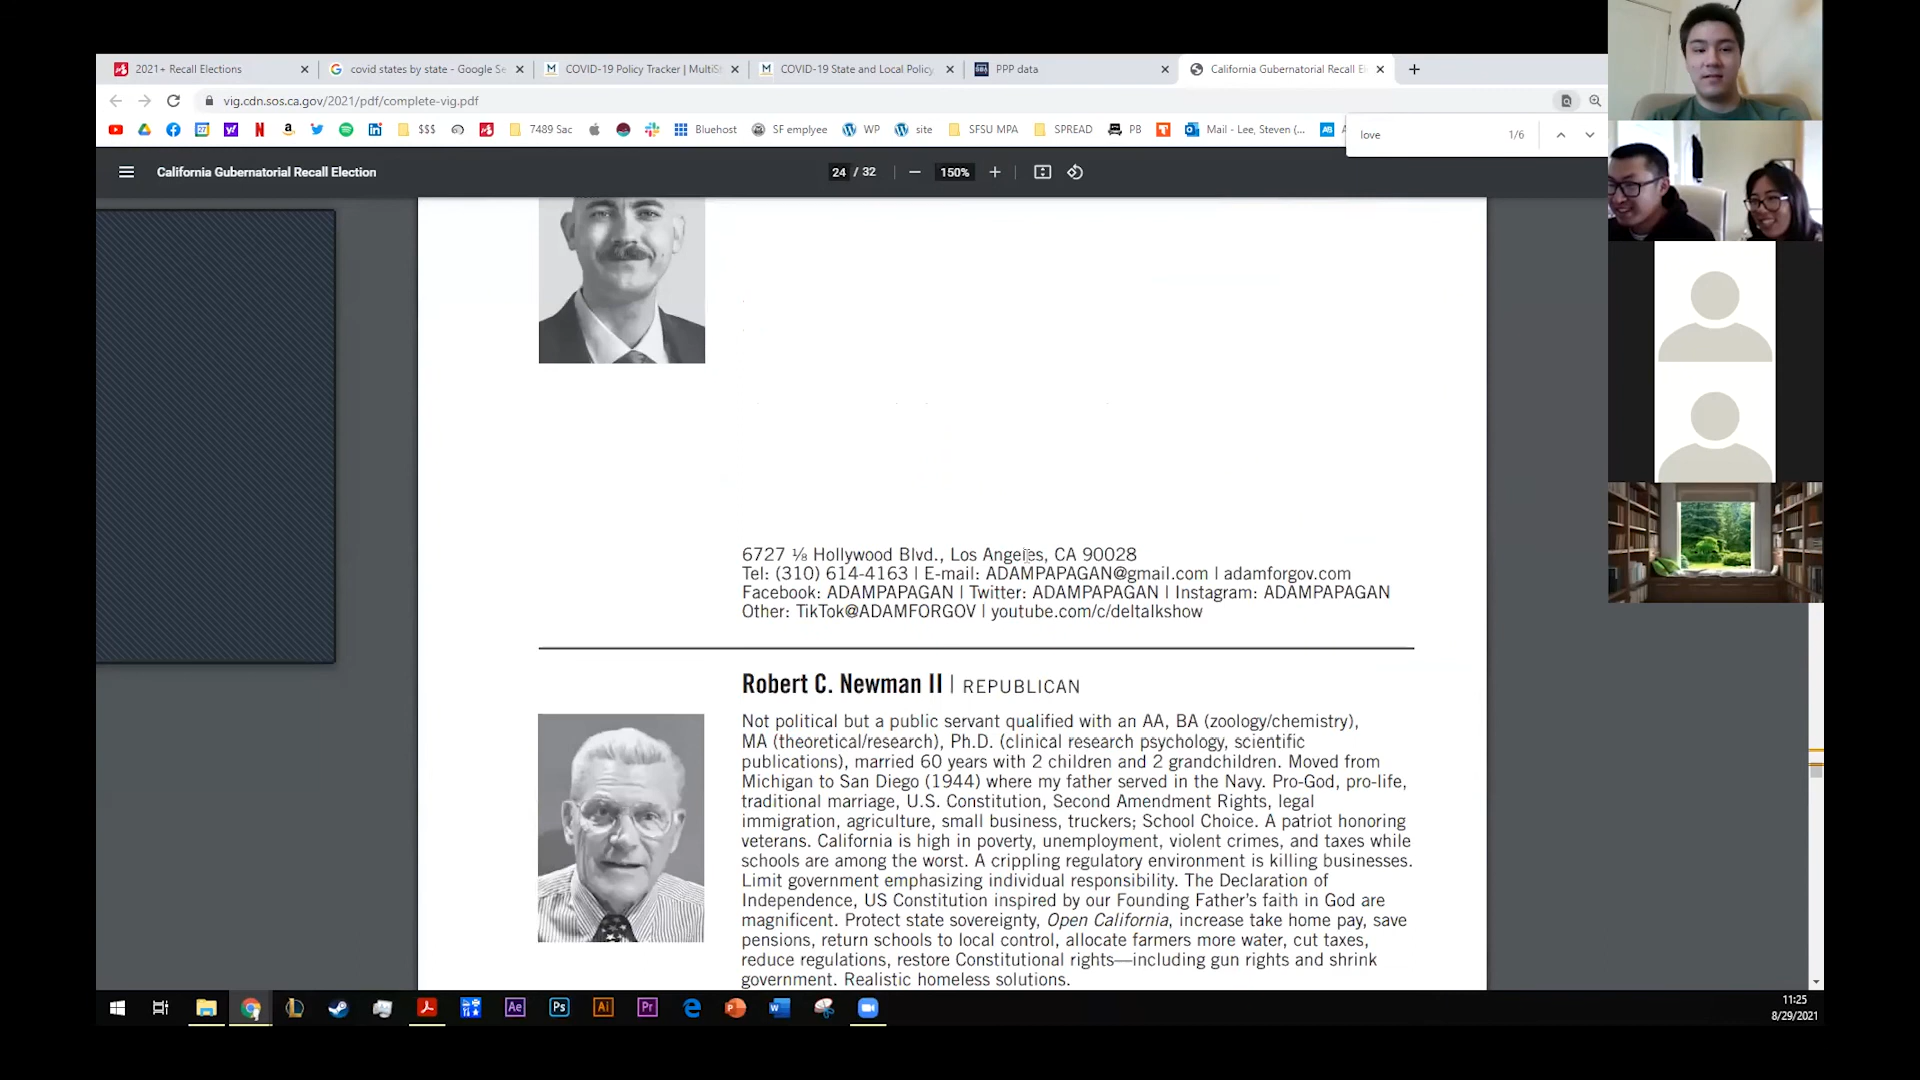 2021+ Recall Elections
covid states by state - Google Se
COVID-19 Policy Tracker | MultiSt
COVID-19 State and Local Policy
PPP data
California Gubernatorial Recall El
vig.cdn.sos.ca.gov/2021/pdf/complete-vig.pdf
$$$
7489 Sac
Bluehost
SF emplyee
WP
site
SFSU MPA
SPREAD
PB
Mail - Lee, Steven (...
love
1/6
California Gubernatorial Recall Election
24 / 32
150%
6727 ⅛ Hollywood Blvd., Los Angeles, CA 90028
Tel: (310) 614-4163 | E-mail: ADAMPAPAGAN@gmail.com | adamforgov.com
Facebook: ADAMPAPAGAN | Twitter: ADAMPAPAGAN | Instagram: ADAMPAPAGAN
Other: TikTok@ADAMFORGOV | youtube.com/c/deltalkshow
Robert C. Newman II | REPUBLICAN
Not political but a public servant qualified with an AA, BA (zoology/chemistry),
MA (theoretical/research), Ph.D. (clinical research psychology, scientific
publications), married 60 years with 2 children and 2 grandchildren. Moved from
Michigan to San Diego (1944) where my father served in the Navy. Pro-God, pro-life,
traditional marriage, U.S. Constitution, Second Amendment Rights, legal
immigration, agriculture, small business, truckers; School Choice. A patriot honoring
veterans. California is high in poverty, unemployment, violent crimes, and taxes while
schools are among the worst. A crippling regulatory environment is killing businesses.
Limit government emphasizing individual responsibility. The Declaration of
Independence, US Constitution inspired by our Founding Father's faith in God are
magnificent. Protect state sovereignty, Open California, increase take home pay, save
pensions, return schools to local control, allocate farmers more water, cut taxes,
reduce regulations, restore Constitutional rights—including gun rights and shrink
government. Realistic homeless solutions.
Ae
Ps
Ai
Pr
11:25
8/29/2021